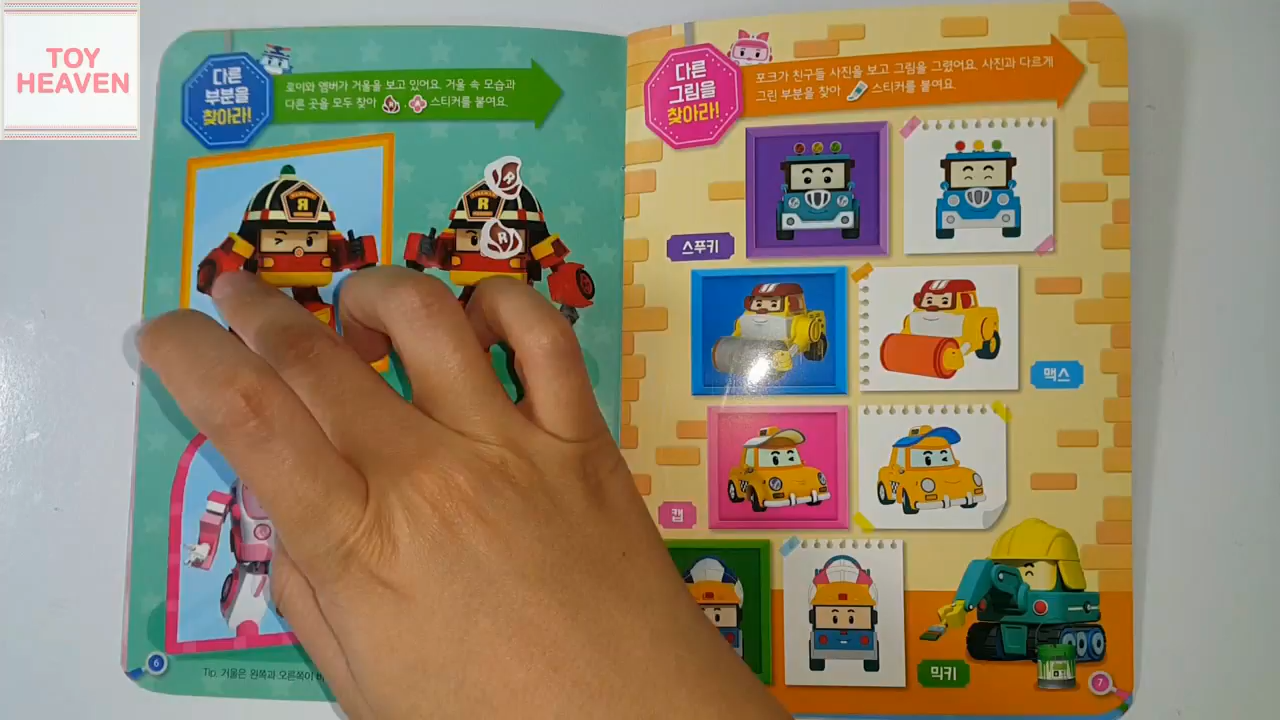 TOY
HEAVEN
다른
부분을
찾아라!
로이와 앰버가 거울을 보고 있어요. 거울 속 모습과
다른 곳을 모두 찾아 스티커를 붙여요.
R
R
R
R
6
Tip. 거울은 왼쪽과 오른쪽이
다른
그림을
찾아라!
포크가 친구들 사진을 보고 그림을 그렸어요. 사진과 다르게
그린 부분을 찾아 스티커를 붙여요.
스푸키
맥스
캡
믹키
7